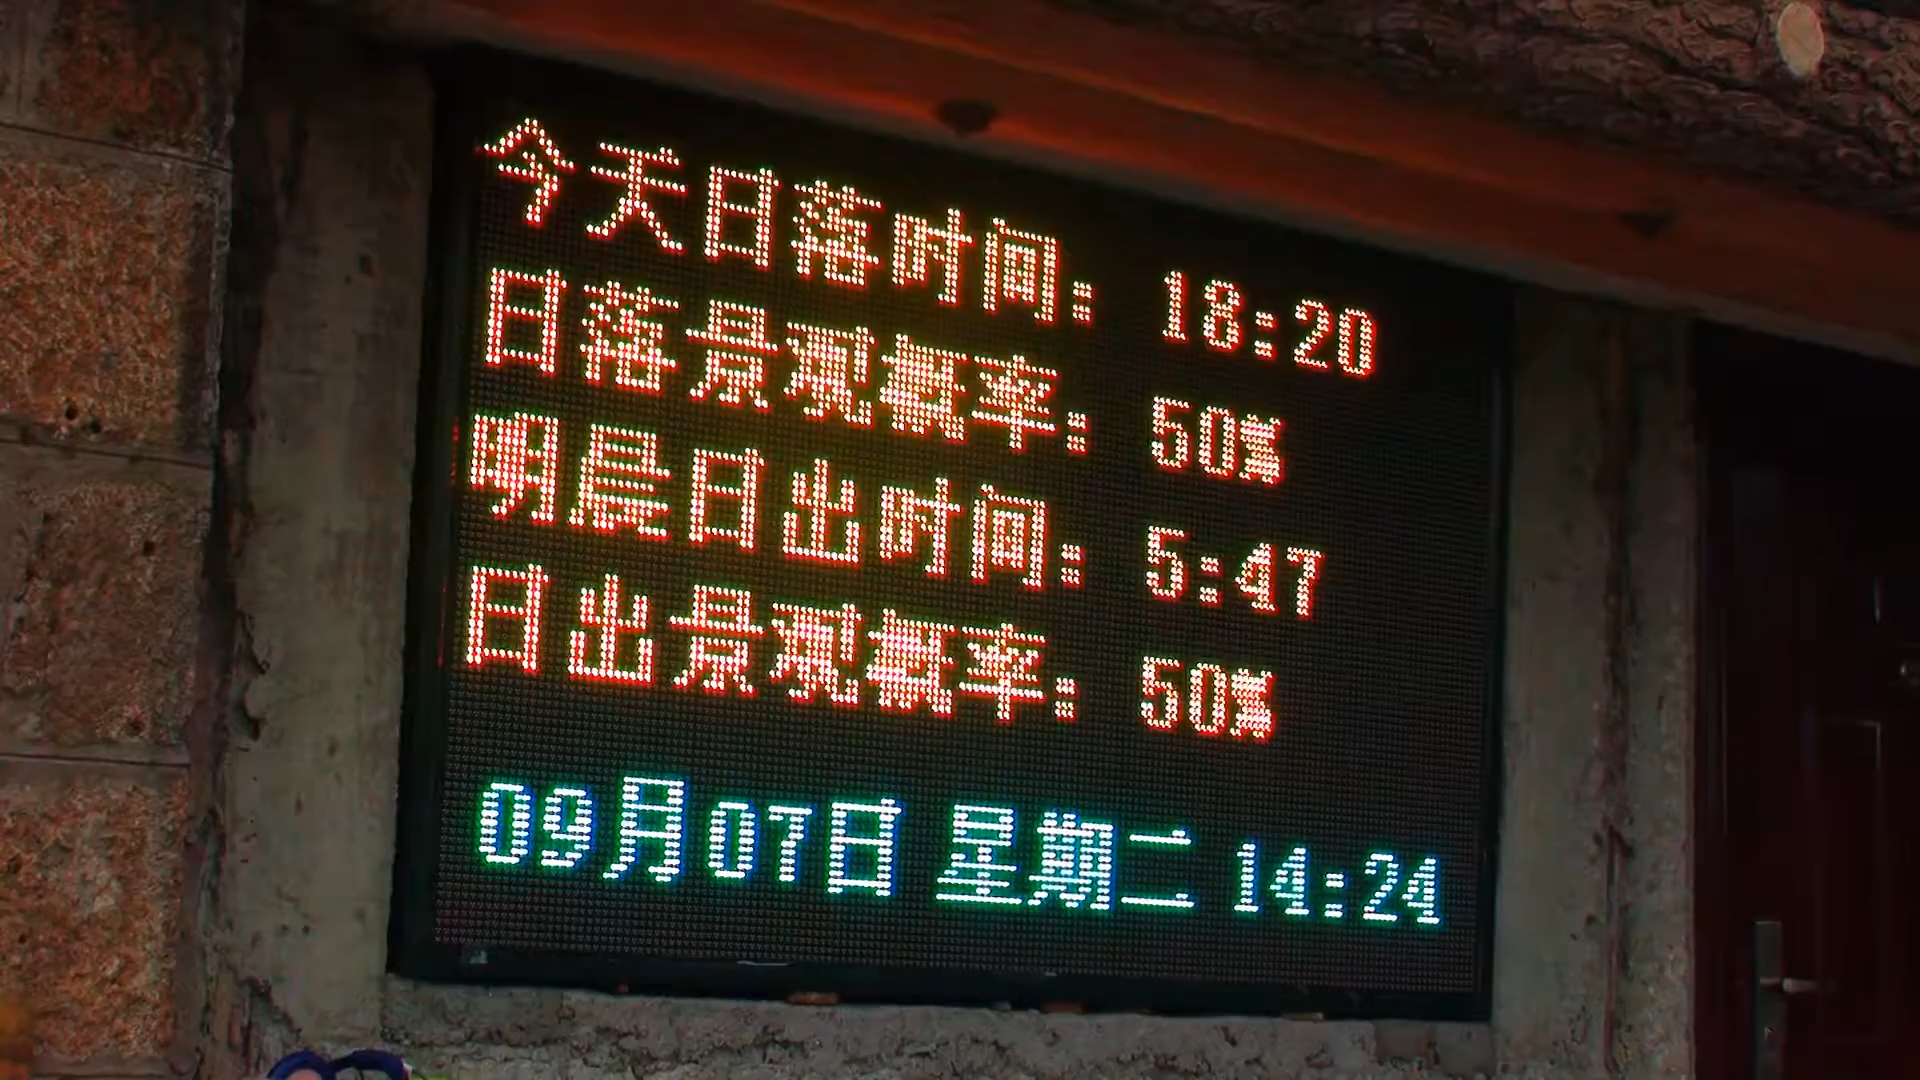 今天日落时间： 18:20
日落景观概率： 50%
明晨日出时间： 5:47
日出景观概率： 50%
09月07日 星期二 14:24